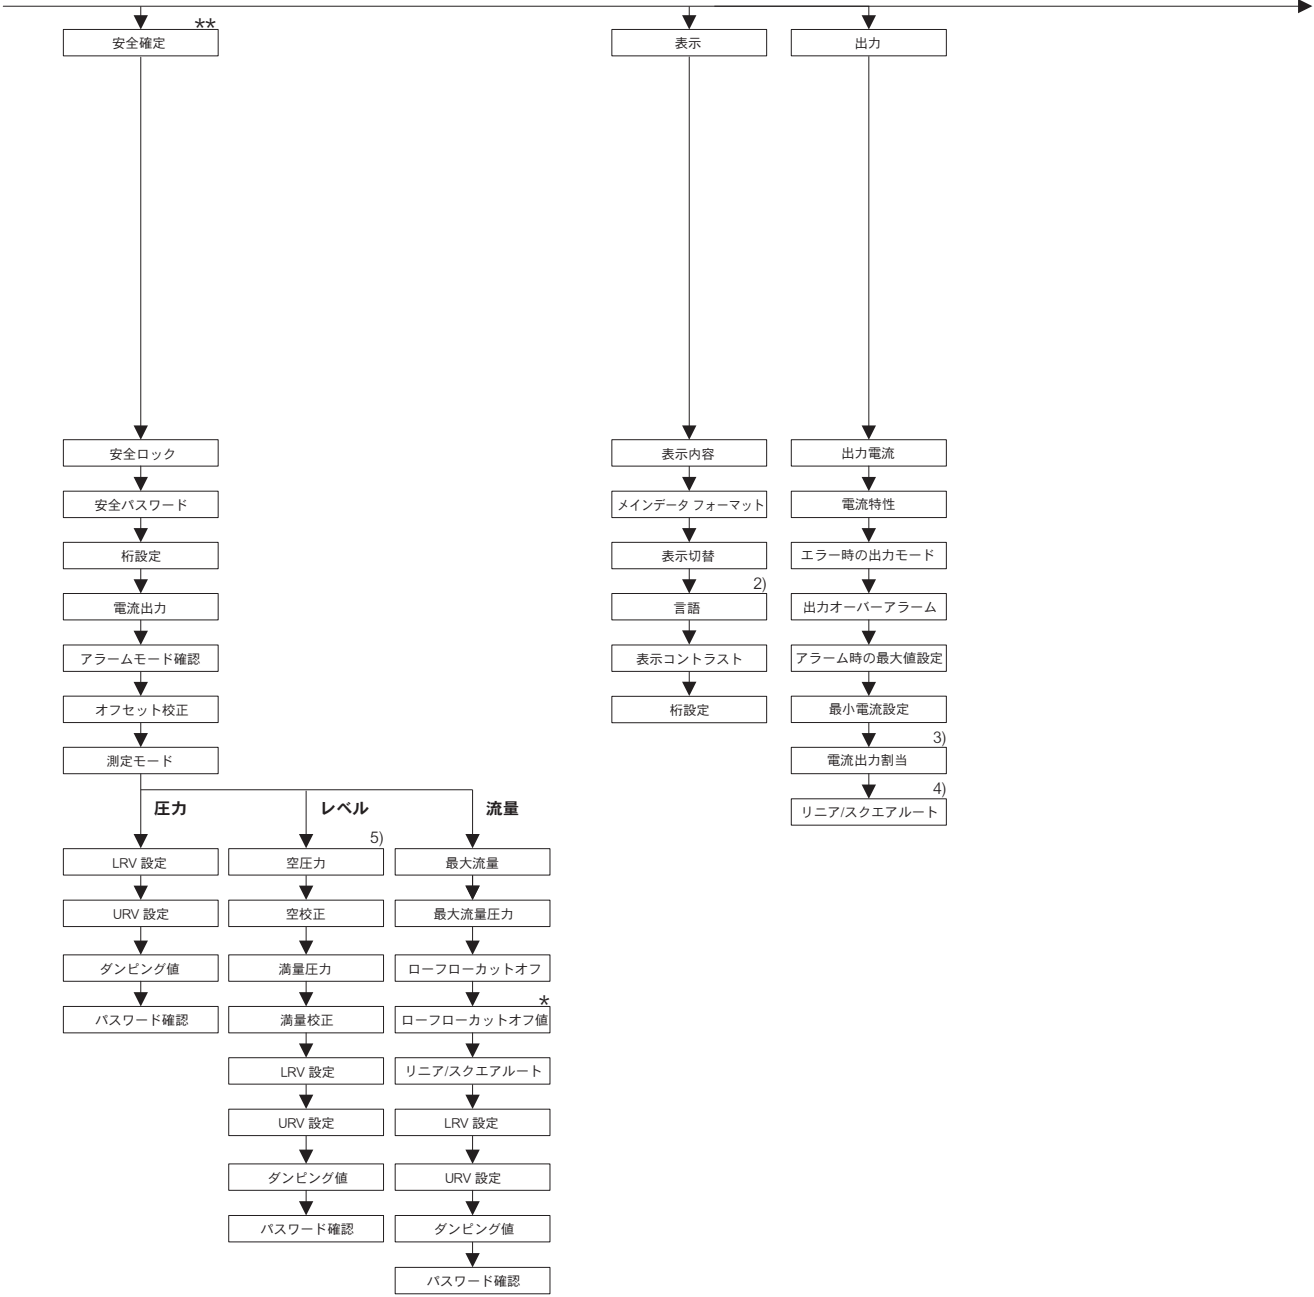 **
安全確定
表示
出力
安全ロック
安全パスワード
桁設定
電流出力
アラームモード確認
オフセット校正
測定モード
圧力
LRV 設定
URV 設定
ダンピング値
パスワード確認
レベル
5)
空圧力
空校正
満量圧力
満量校正
LRV 設定
URV 設定
ダンピング値
パスワード確認
流量
最大流量
最大流量圧力
ローフローカットオフ
*
ローフローカットオフ値
リニア/スクエアルート
LRV 設定
URV 設定
ダンピング値
パスワード確認
表示内容
メインデータ フォーマット
表示切替
2)
言語
表示コントラスト
桁設定
出力電流
電流特性
エラー時の出力モード
出力オーバーアラーム
アラーム時の最大値設定
最小電流設定
3)
電流出力割当
4)
リニア/スクエアルート